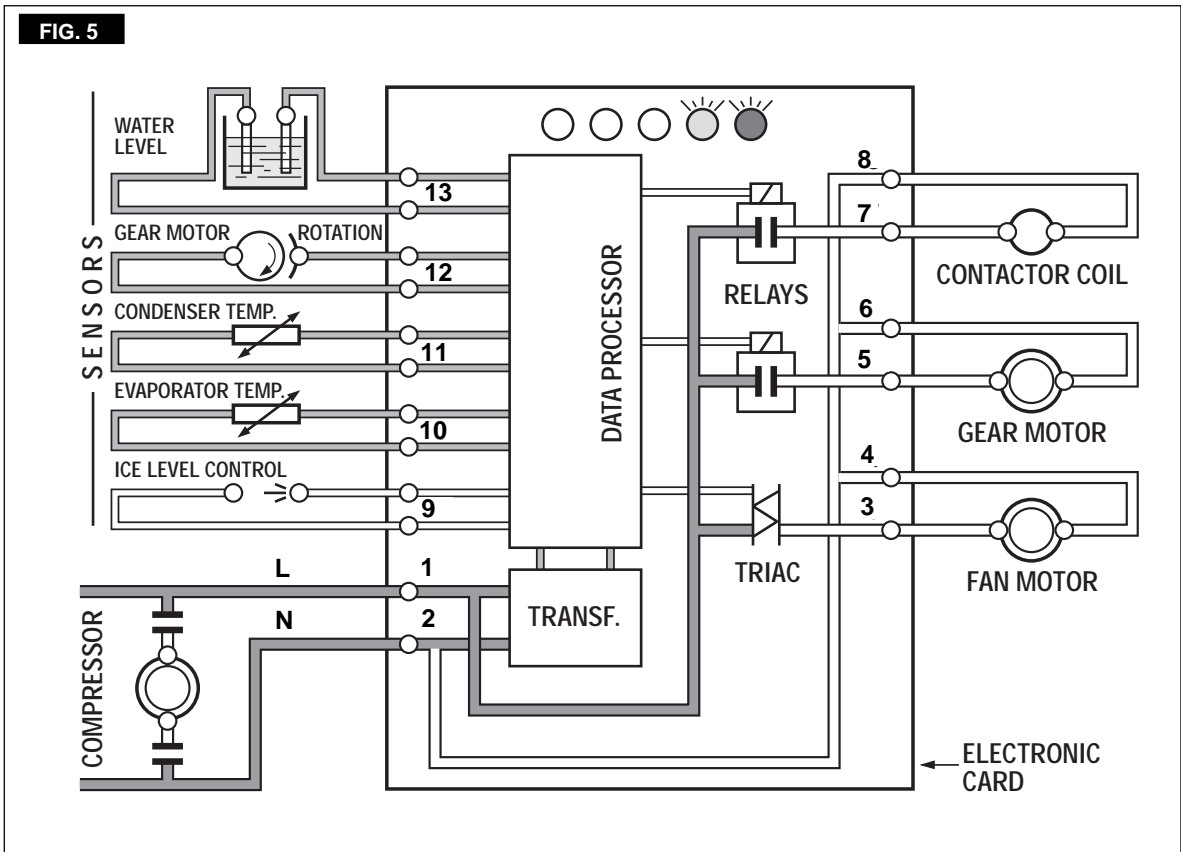 FIG. 5
WATER
LEVEL
13
GEAR MOTOR
ROTATION
12
CONDENSER TEMP.
11
EVAPORATOR TEMP.
10
ICE LEVEL CONTROL
9
SENSORS
L
1
N
2
COMPRESSOR
DATA PROCESSOR
TRANSF.
RELAYS
TRIAC
8
7
CONTACTOR COIL
6
5
GEAR MOTOR
4
3
FAN MOTOR
ELECTRONIC
CARD